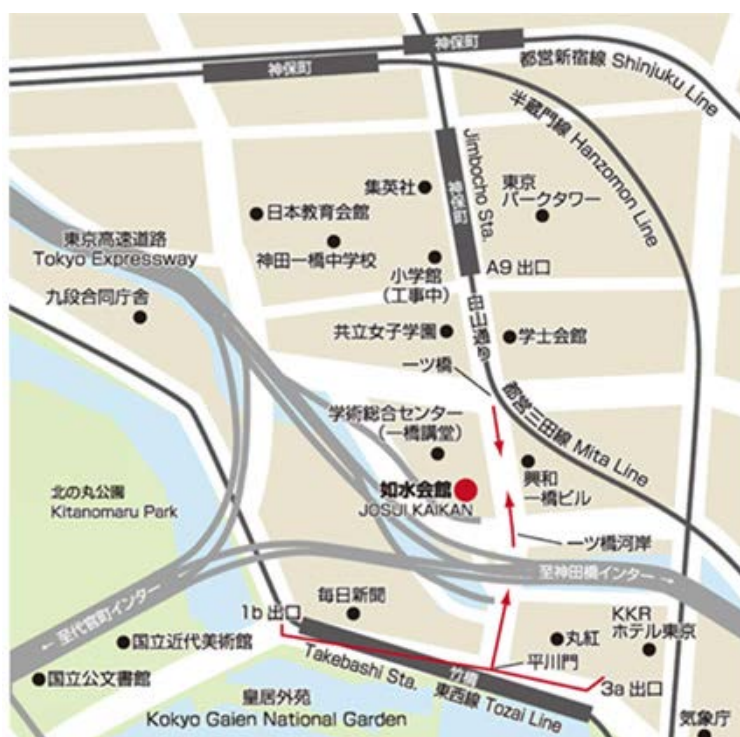 神保町
神保町
都営新宿線 Shinjuku Line
半蔵門線 Hanzomon Line
神保町
Jimbocho Sta.
集英社
東京
パークタワー
日本教育会館
神田一橋中学校
小学館
(工事中)
A9 出口
東京高速道路
Tokyo Expressway
九段合同庁舎
白山通り
共立女子学園
学士会館
一ツ橋
都営三田線 Mita Line
学術総合センター
(一橋講堂)
興和
一橋ビル
如水会館
JOSUI KAIKAN
北の丸公園
Kitanomaru Park
一ツ橋河岸
至神田橋インター →
← 至代官町インター
1b 出口
毎日新聞
KKR
ホテル東京
丸紅
国立近代美術館
平川門
Takebashi Sta.
竹橋
3a 出口
国立公文書館
東西線 Tozai Line
皇居外苑
Kokyo Gaien National Garden
気象庁